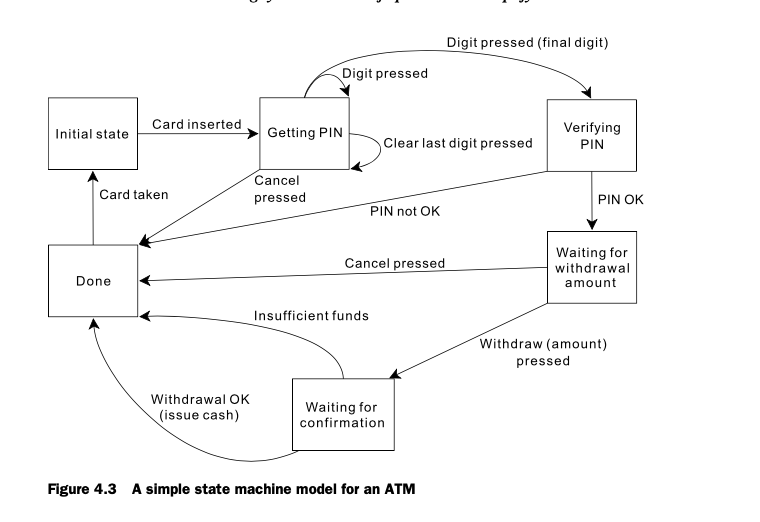 Digit pressed (final digit)
Digit pressed
Initial state
Card inserted
Getting PIN
Clear last digit pressed
Verifying
PIN
Cancel
pressed
Card taken
PIN not OK
PIN OK
Done
Cancel pressed
Waiting for
withdrawal
amount
Insufficient funds
Withdraw (amount)
pressed
Withdrawal OK
(issue cash)
Waiting for
confirmation
Figure 4.3 A simple state machine model for an ATM